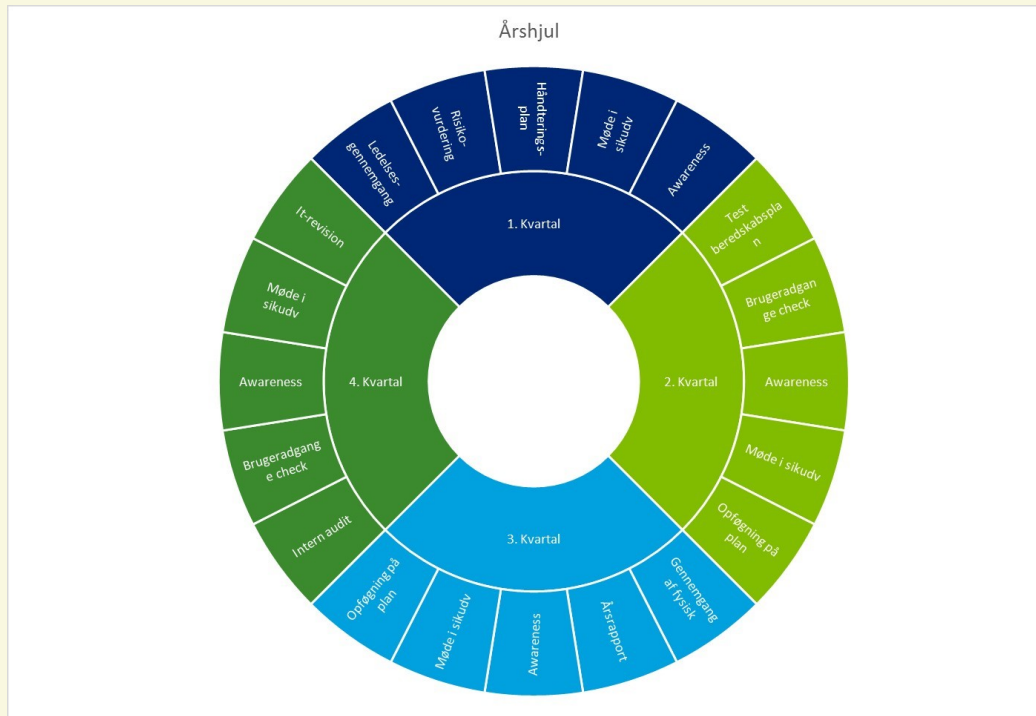 Årshjul
Ledelses-
gennemgang
Risiko-
vurdering
Håndterings-
plan
Møde i
sikudv
Awareness
1. Kvartal
Test
beredskabspla
n
Brugeradgan
ge check
Awareness
Møde i sikudv
Opføgning på
plan
2. Kvartal
Gennemgang
af fysisk
Årsrapport
Awareness
Møde i sikudv
Opføgning på
plan
3. Kvartal
Intern audit
Brugeradgang
e check
Awareness
Møde i
sikudv
It-revision
4. Kvartal